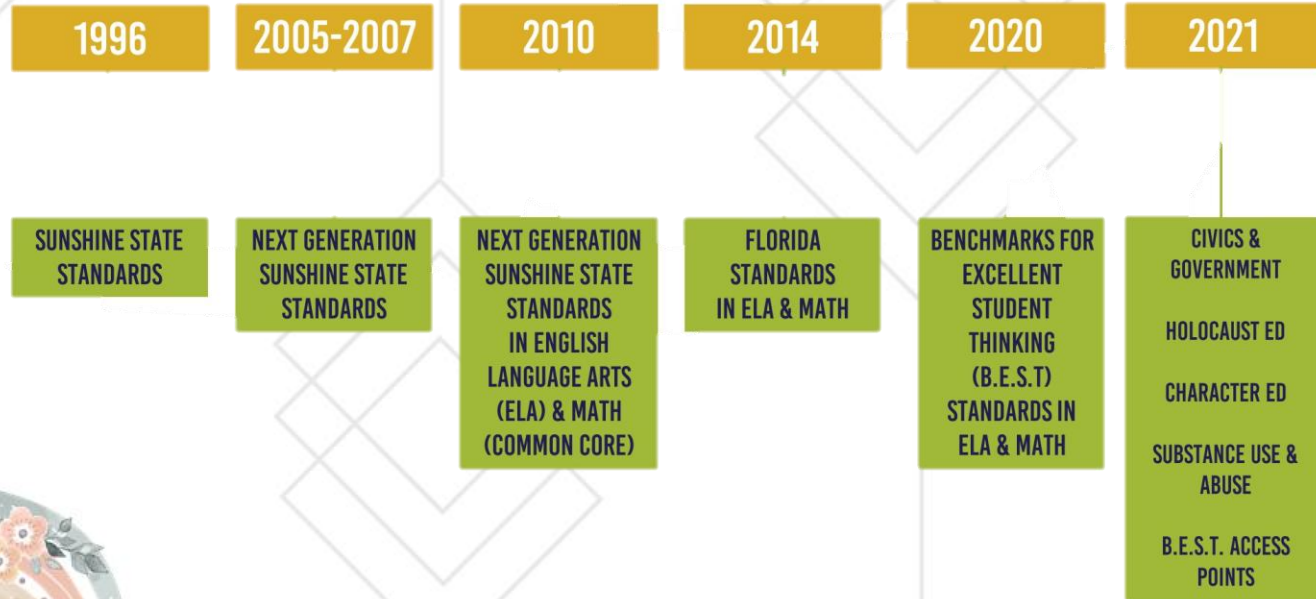 1996
SUNSHINE STATE
STANDARDS
2005-2007
NEXT GENERATION
SUNSHINE STATE
STANDARDS
2010
NEXT GENERATION
SUNSHINE STATE
STANDARDS
IN ENGLISH
LANGUAGE ARTS
(ELA) & MATH
(COMMON CORE)
2014
FLORIDA
STANDARDS
IN ELA & MATH
2020
BENCHMARKS FOR
EXCELLENT
STUDENT
THINKING
(B.E.S.T)
STANDARDS IN
ELA & MATH
2021
CIVICS &
GOVERNMENT
HOLOCAUST ED
CHARACTER ED
SUBSTANCE USE &
ABUSE
B.E.S.T. ACCESS
POINTS